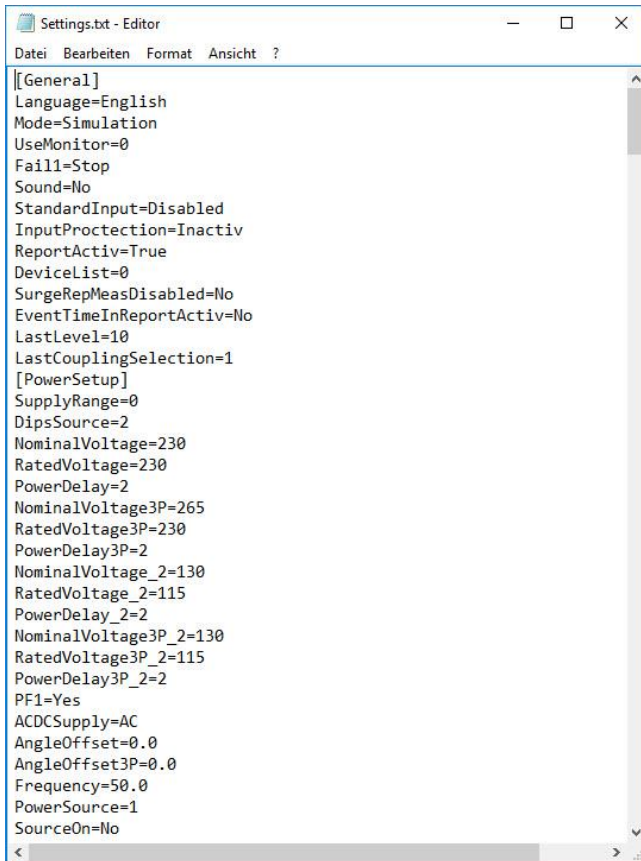 Settings.txt - Editor
Datei Bearbeiten Format Ansicht ?
[General]
Language=English
Mode=Simulation
UseMonitor=0
Fail1=Stop
Sound=No
StandardInput=Disabled
InputProctection=Inactiv
ReportActiv=True
DeviceList=0
SurgeRepMeasDisabled=No
EventTimeInReportActiv=No
LastLevel=10
LastCouplingSelection=1
[PowerSetup]
SupplyRange=0
DipsSource=2
NominalVoltage=230
RatedVoltage=230
PowerDelay=2
NominalVoltage3P=265
RatedVoltage3P=230
PowerDelay3P=2
NominalVoltage_2=130
RatedVoltage_2=115
PowerDelay_2=2
NominalVoltage3P_2=130
RatedVoltage3P_2=115
PowerDelay3P_2=2
PF1=Yes
ACDCSupply=AC
AngleOffset=0.0
AngleOffset3P=0.0
Frequency=50.0
PowerSource=1
SourceOn=No